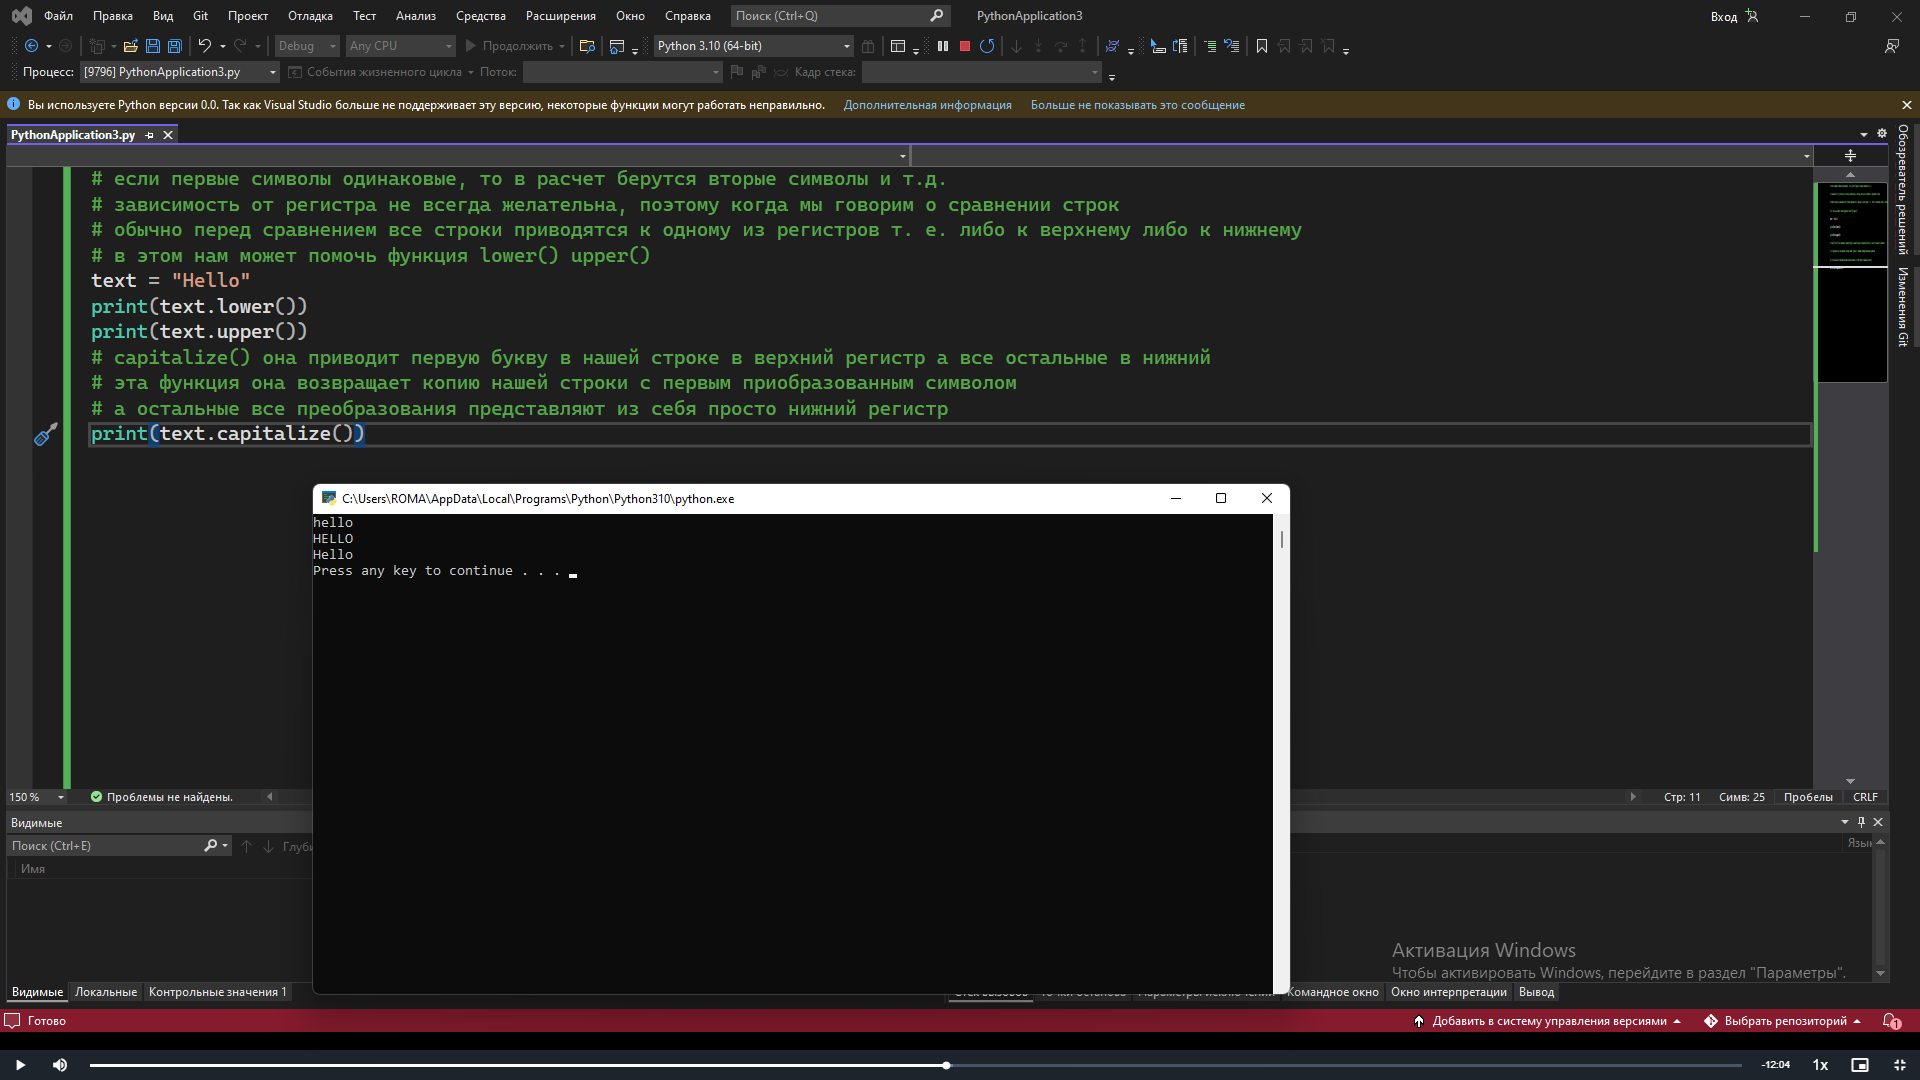 Файл Правка Вид Git Проект Отладка Тест Анализ Средства Расширения Окно Справка Поиск (Ctrl+Q) PythonApplication3 Вход
Debug Any CPU Продолжить Python 3.10 (64-bit)
Процесс: [9796] PythonApplication3.py События жизненного цикла Поток: Кадр стека:
Вы используете Python версии 0.0. Так как Visual Studio больше не поддерживает эту версию, некоторые функции могут работать неправильно. Дополнительная информация Больше не показывать это сообщение
PythonApplication3.py
# если первые символы одинаковые, то в расчет берутся вторые символы и т.д.
# зависимость от регистра не всегда желательна, поэтому когда мы говорим о сравнении строк
# обычно перед сравнением все строки приводятся к одному из регистров т. е. либо к верхнему либо к нижнему
# в этом нам может помочь функция lower() upper()
text = "Hello"
print(text.lower())
print(text.upper())
# capitalize() она приводит первую букву в нашей строке в верхний регистр а все остальные в нижний
# эта функция она возвращает копию нашей строки с первым приобразованным символом
# а остальные все преобразования представляют из себя просто нижний регистр
print(text.capitalize())
Обозреватель решений
Изменения Git
C:\Users\ROMA\AppData\Local\Programs\Python\Python310\python.exe
hello
HELLO
Hello
Press any key to continue . . .
150 % Проблемы не найдены. Стр: 11 Симв: 25 Пробелы CRLF
Видимые
Поиск (Ctrl+E)
Имя
Активация Windows
Чтобы активировать Windows, перейдите в раздел "Параметры".
Видимые Локальные Контрольные значения 1 Командное окно Окно интерпретации Вывод
Готово Добавить в систему управления версиями Выбрать репозиторий 1
-12:04 1x